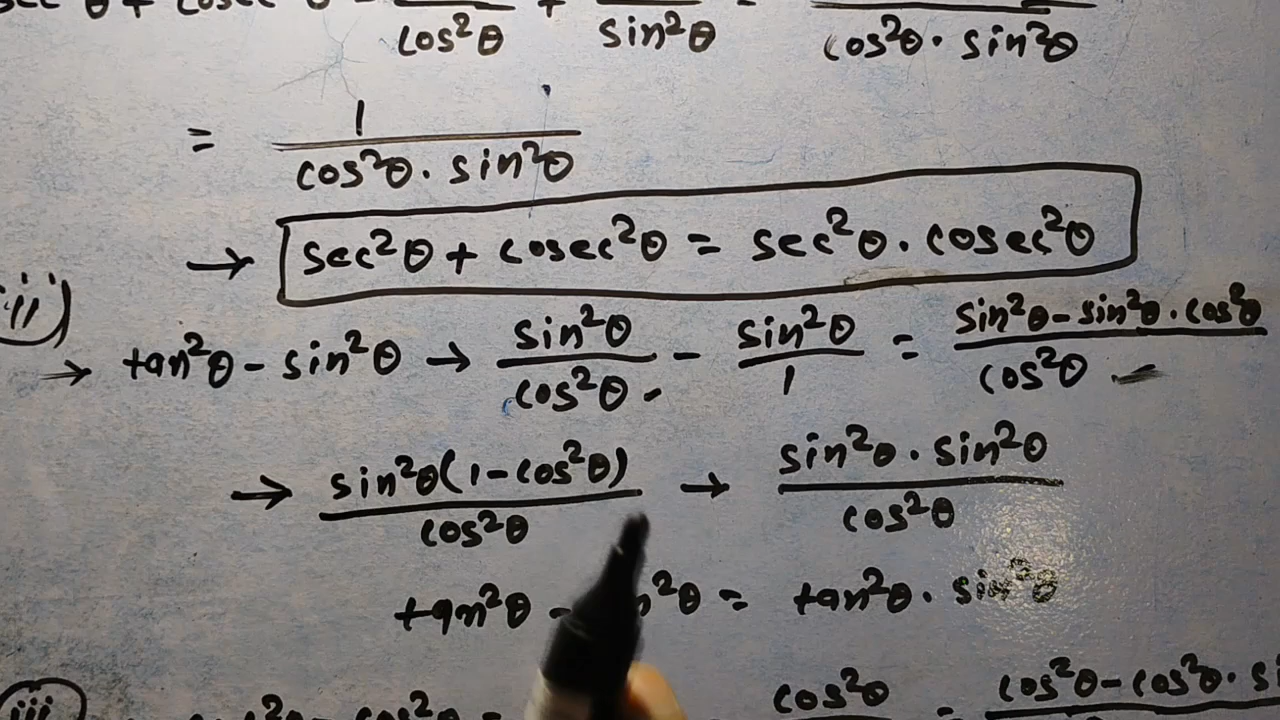 cos²θ + sin²θ = cos²θ · sin²θ
= 1 / cos²θ · sin²θ
→ sec²θ + cosec²θ = sec²θ · cosec²θ
ii)
→ tan²θ - sin²θ → sin²θ / cos²θ - sin²θ / 1 = sin²θ - sin²θ · cos²θ / cos²θ
→ sin²θ(1 - cos²θ) / cos²θ → sin²θ · sin²θ / cos²θ
tan²θ - θ = tan²θ · sin²θ
iii cos²θ = cos²θ - cos²θ ·